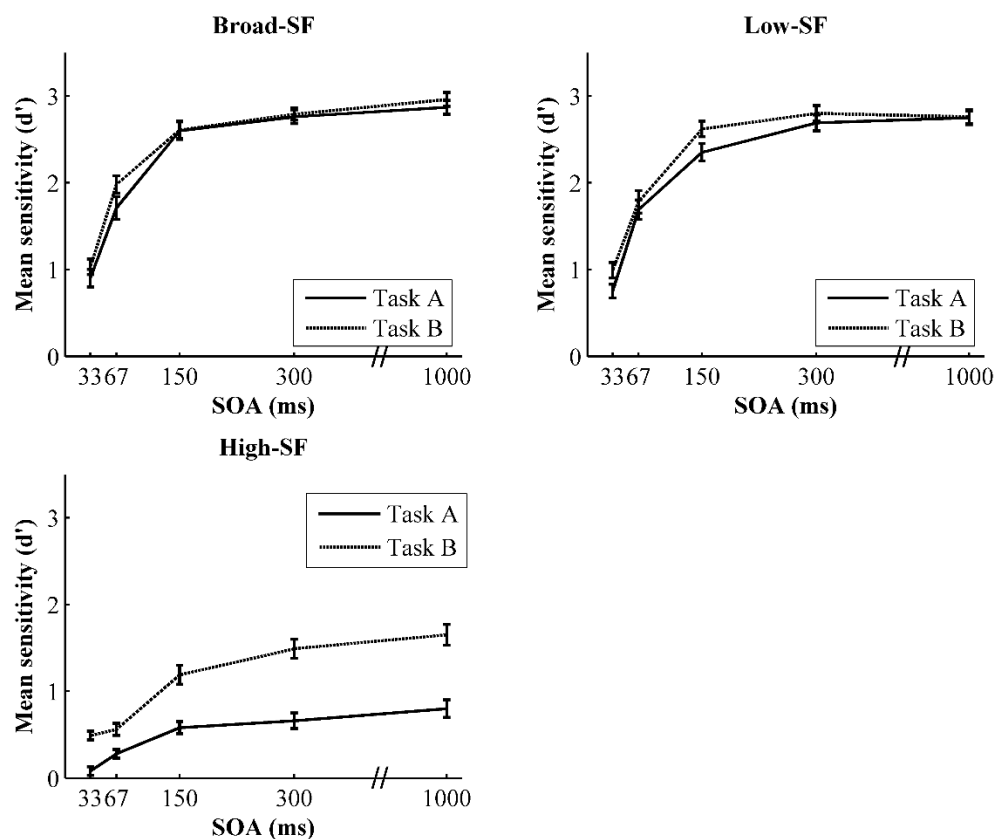 Broad-SF
Mean sensitivity (d')
3
2
1
0
Task A
Task B
3367 150 300 1000
SOA (ms)
Low-SF
Mean sensitivity (d')
3
2
1
0
Task A
Task B
3367 150 300 1000
SOA (ms)
High-SF
Mean sensitivity (d')
3
2
1
0
Task A
Task B
3367 150 300 1000
SOA (ms)